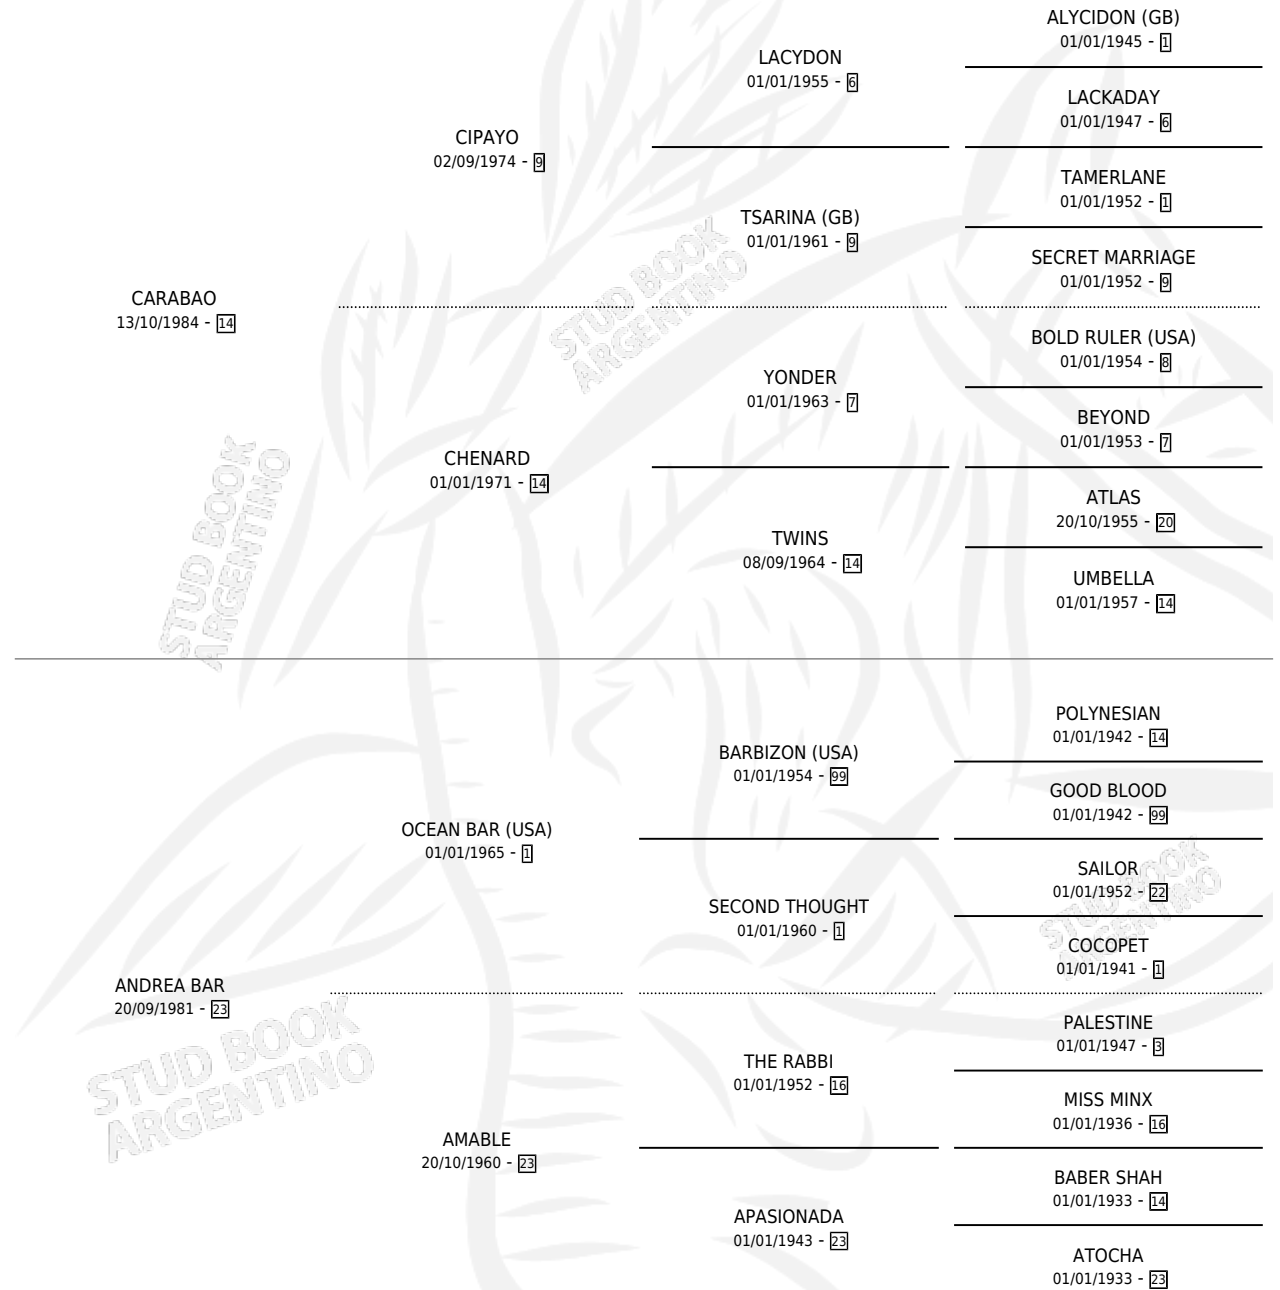 ALYCIDON (GB)
01/01/1945 - 1
LACYDON
01/01/1955 - 6
LACKADAY
01/01/1947 - 6
CIPAYO
02/09/1974 - 9
TAMERLANE
01/01/1952 - 1
TSARINA (GB)
01/01/1961 - 9
SECRET MARRIAGE
01/01/1952 - 9
CARABAO
13/10/1984 - 14
BOLD RULER (USA)
01/01/1954 - 8
YONDER
01/01/1963 - 7
BEYOND
01/01/1953 - 7
CHENARD
01/01/1971 - 14
ATLAS
20/10/1955 - 20
TWINS
08/09/1964 - 14
UMBELLA
01/01/1957 - 14
STUD BOOK
ARGENTINO
STUD BOOK
ARGENTINO
POLYNESIAN
01/01/1942 - 14
BARBIZON (USA)
01/01/1954 - 99
GOOD BLOOD
01/01/1942 - 99
OCEAN BAR (USA)
01/01/1965 - 1
SAILOR
01/01/1952 - 22
SECOND THOUGHT
01/01/1960 - 1
COCOPET
01/01/1941 - 1
ANDREA BAR
20/09/1981 - 23
PALESTINE
01/01/1947 - 3
THE RABBI
01/01/1952 - 16
MISS MINX
01/01/1936 - 16
AMABLE
20/10/1960 - 23
BABER SHAH
01/01/1933 - 14
APASIONADA
01/01/1943 - 23
ATOCHA
01/01/1933 - 23
STUD BOOK
ARGENTINO
STUD BOOK
ARGENTINO